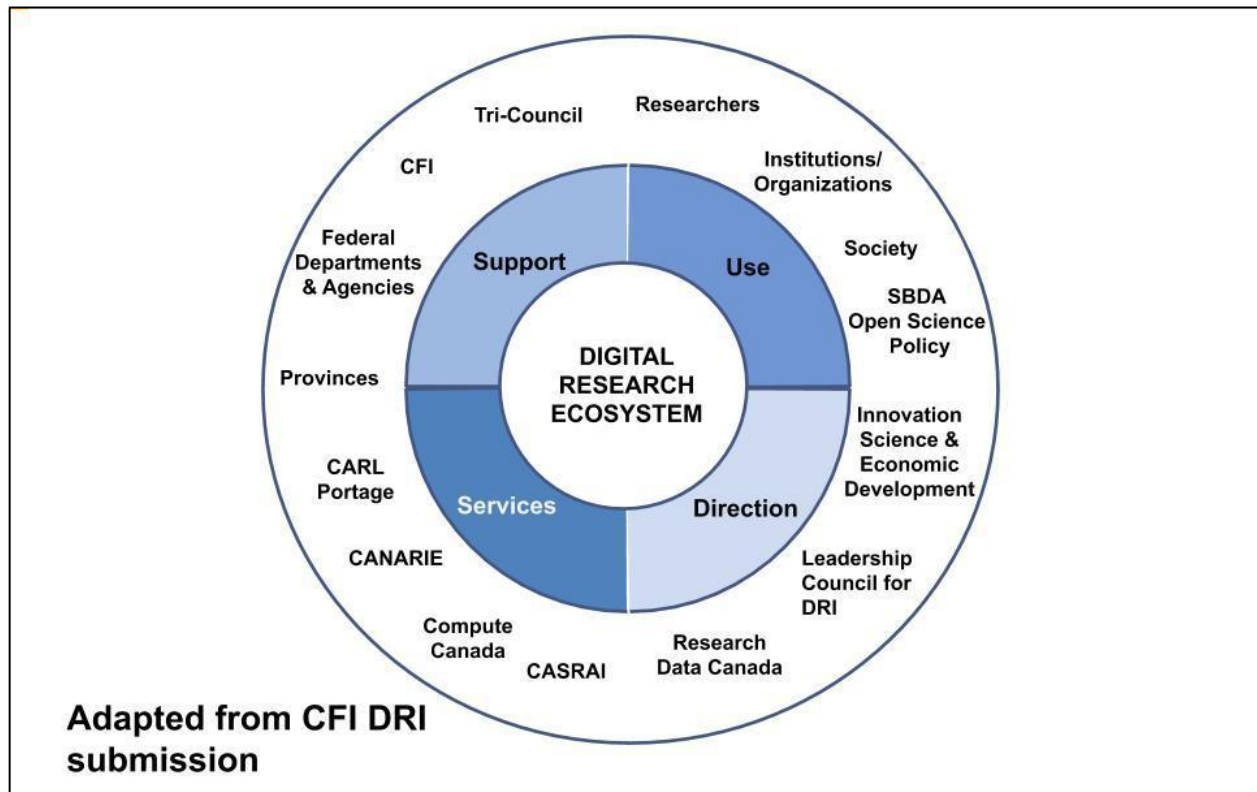 Tri-Council
Researchers
CFI
Institutions/
Organizations
Federal
Departments
& Agencies
Support
Use
Society
SBDA
Open Science
Policy
Provinces
DIGITAL
RESEARCH
ECOSYSTEM
Innovation
Science &
Economic
Development
CARL
Portage
Services
Direction
CANARIE
Leadership
Council for
DRI
Compute
Canada
CASRAI
Research
Data Canada
Adapted from CFI DRI
submission